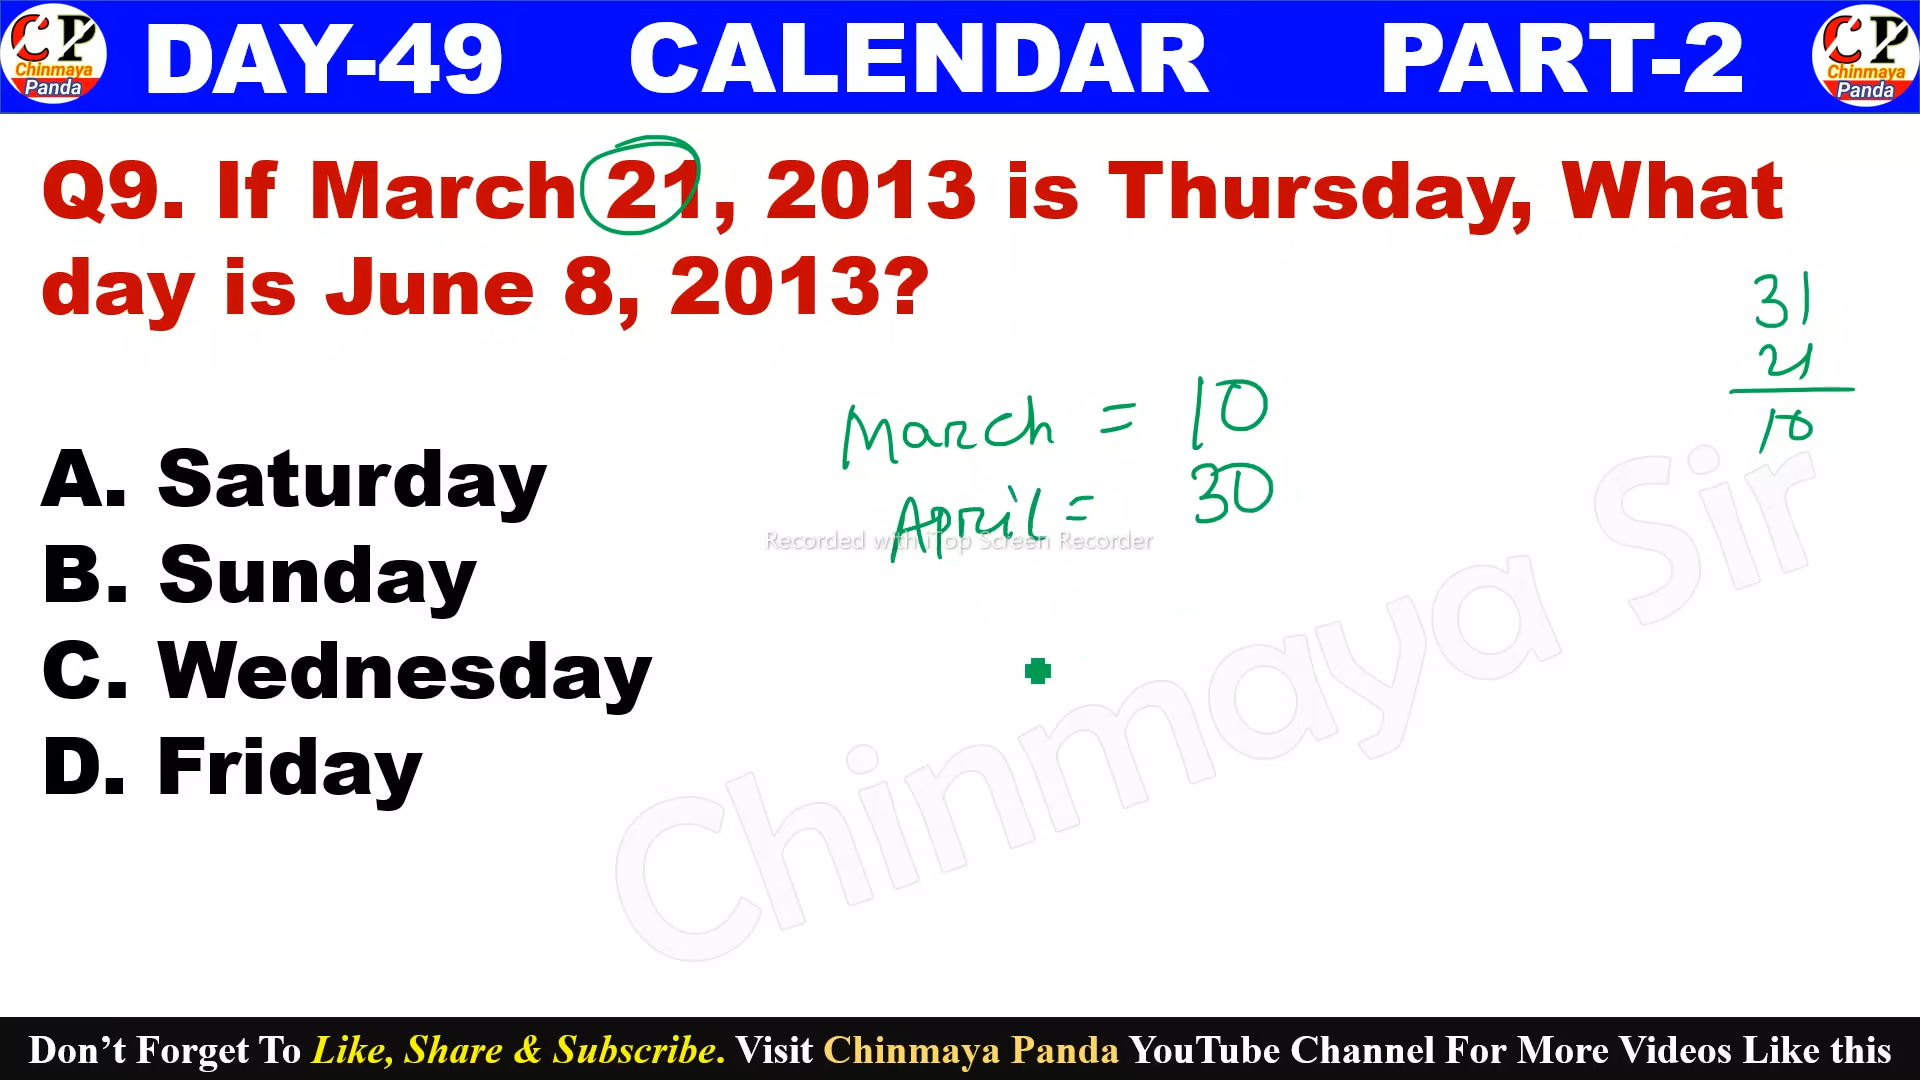 CP DAY-49 CALENDAR PART-2 CP
Chinmaya Chinmaya
Panda Panda
Q9. If March 21, 2013 is Thursday, What
day is June 8, 2013?
31
21
10
March = 10
April = 30
Recorded with iTop Screen Recorder
A. Saturday
B. Sunday
C. Wednesday
D. Friday
Chinmaya Sir
Don’t Forget To Like, Share & Subscribe. Visit Chinmaya Panda YouTube Channel For More Videos Like this